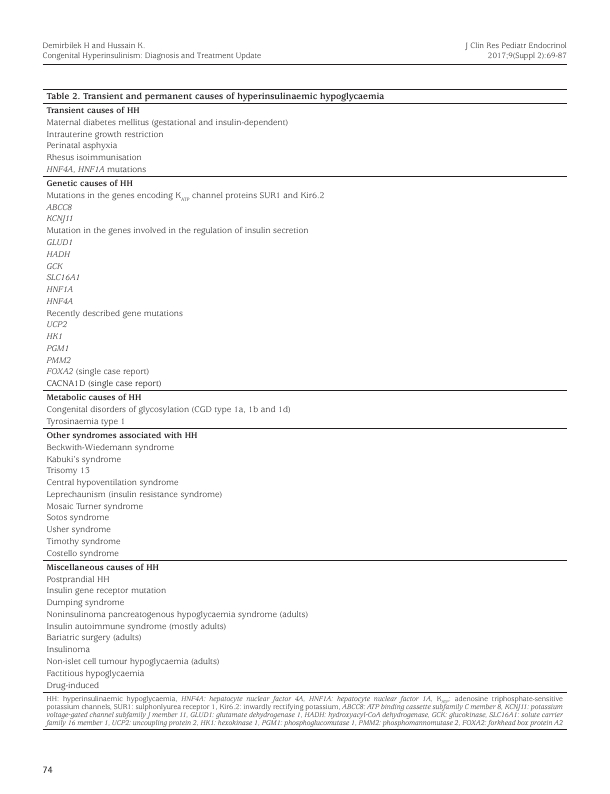 Demirbilek H and Hussain K.
Congenital Hyperinsulinism: Diagnosis and Treatment Update
J Clin Res Pediatr Endocrinol
2017;9(Suppl 2):69-87
Table 2. Transient and permanent causes of hyperinsulinaemic hypoglycaemia
Transient causes of HH
Maternal diabetes mellitus (gestational and insulin-dependent)
Intrauterine growth restriction
Perinatal asphyxia
Rhesus isoimmunisation
HNF4A, HNF1A mutations
Genetic causes of HH
Mutations in the genes encoding KATP channel proteins SUR1 and Kir6.2
ABCC8
KCNJ11
Mutation in the genes involved in the regulation of insulin secretion
GLUD1
HADH
GCK
SLC16A1
HNF1A
HNF4A
Recently described gene mutations
UCP2
HK1
PGM1
PMM2
FOXA2 (single case report)
CACNA1D (single case report)
Metabolic causes of HH
Congenital disorders of glycosylation (CGD type 1a, 1b and 1d)
Tyrosinaemia type 1
Other syndromes associated with HH
Beckwith-Wiedemann syndrome
Kabuki's syndrome
Trisomy 13
Central hypoventilation syndrome
Leprechaunism (insulin resistance syndrome)
Mosaic Turner syndrome
Sotos syndrome
Usher syndrome
Timothy syndrome
Costello syndrome
Miscellaneous causes of HH
Postprandial HH
Insulin gene receptor mutation
Dumping syndrome
Noninsulinoma pancreatogenous hypoglycaemia syndrome (adults)
Insulin autoimmune syndrome (mostly adults)
Bariatric surgery (adults)
Insulinoma
Non-islet cell tumour hypoglycaemia (adults)
Factitious hypoglycaemia
Drug-induced
HH: hyperinsulinaemic hypoglycaemia, HNF4A: hepatocyte nuclear factor 4A, HNF1A: hepatocyte nuclear factor 1A, KATP: adenosine triphosphate-sensitive
potassium channels, SUR1: sulphonlyurea receptor 1, Kir6.2: inwardly rectifying potassium, ABCC8: ATP binding cassette subfamily C member 8, KCNJ11: potassium
voltage-gated channel subfamily J member 11, GLUD1: glutamate dehydrogenase 1, HADH: hydroxyacyl-CoA dehydrogenase, GCK: glucokinase, SLC16A1: solute carrier
family 16 member 1, UCP2: uncoupling protein 2, HK1: hexokinase 1, PGM1: phosphoglucomutase 1, PMM2: phosphomannomutase 2, FOXA2: forkhead box protein A2
74